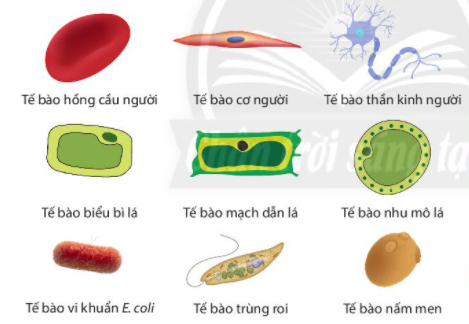 Tế bào hồng cầu người
Tế bào cơ người
Tế bào thần kinh người
Tế bào biểu bì lá
Tế bào mạch dẫn lá
Tế bào nhu mô lá
Tế bào vi khuẩn E. coli
Tế bào trùng roi
Tế bào nấm men